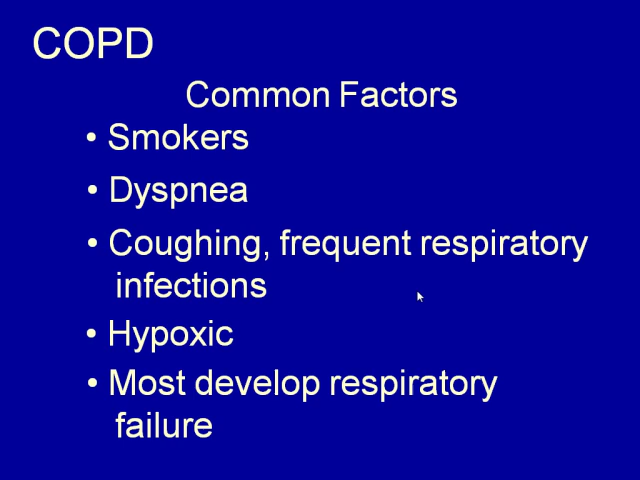 COPD
Common Factors
• Smokers
• Dyspnea
• Coughing, frequent respiratory
infections
• Hypoxic
• Most develop respiratory
failure